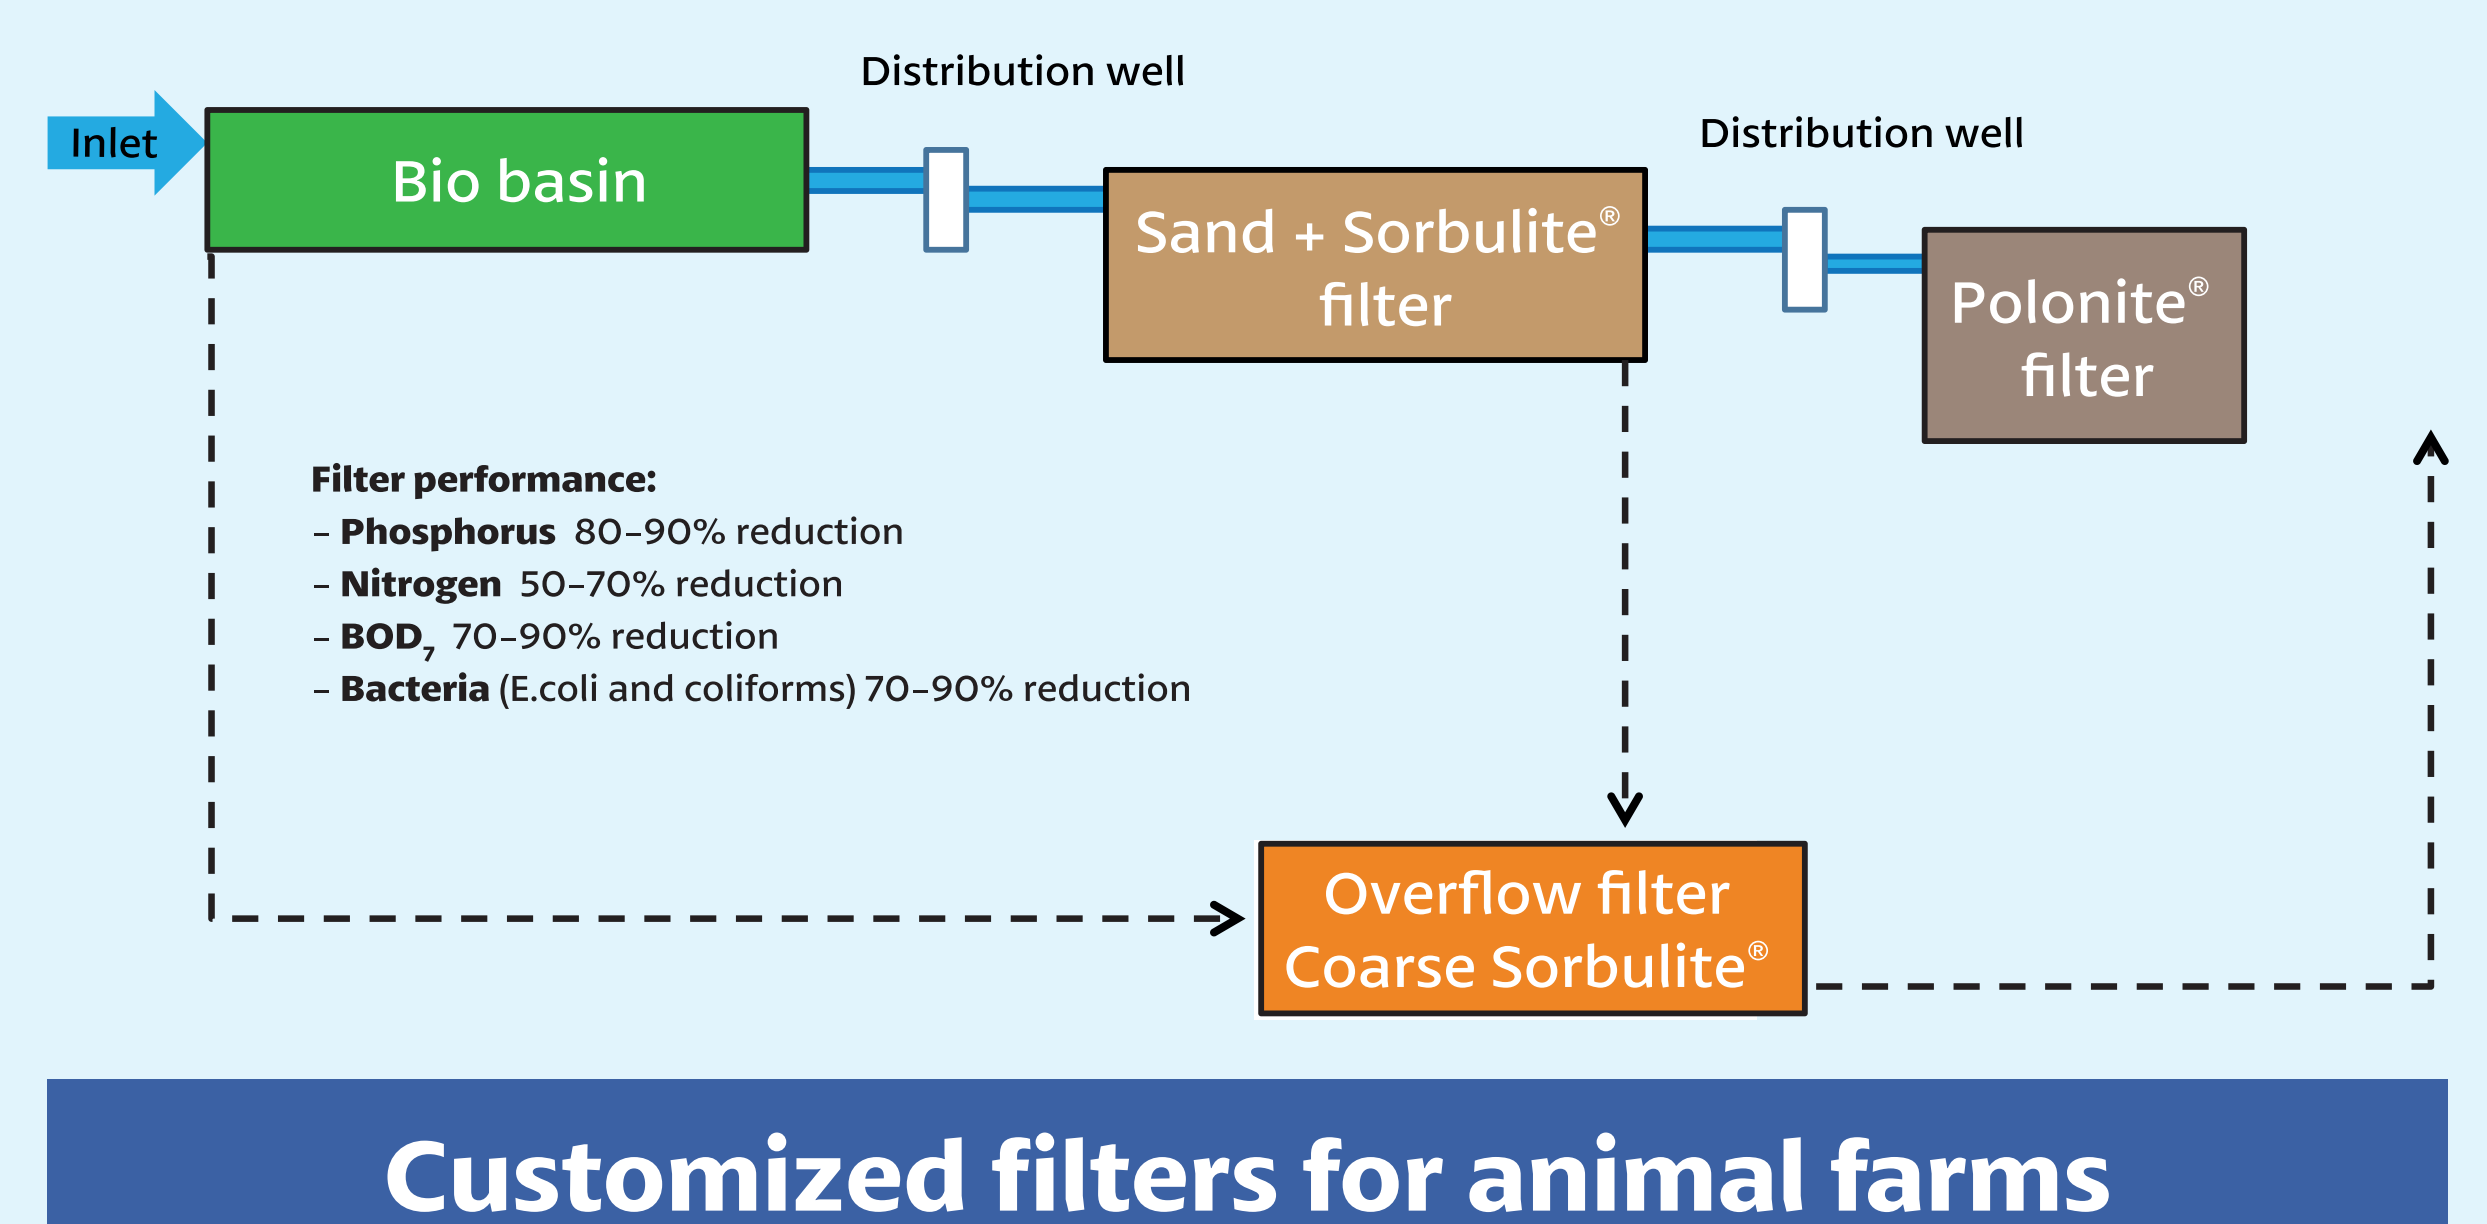 Distribution well
Distribution well
Inlet
Bio basin
Sand + Sorbulite®
filter
Polonite®
filter
Filter performance:
– Phosphorus 80–90% reduction
– Nitrogen 50–70% reduction
– BOD₇ 70–90% reduction
– Bacteria (E.coli and coliforms) 70–90% reduction
Overflow filter
Coarse Sorbulite®
Customized filters for animal farms